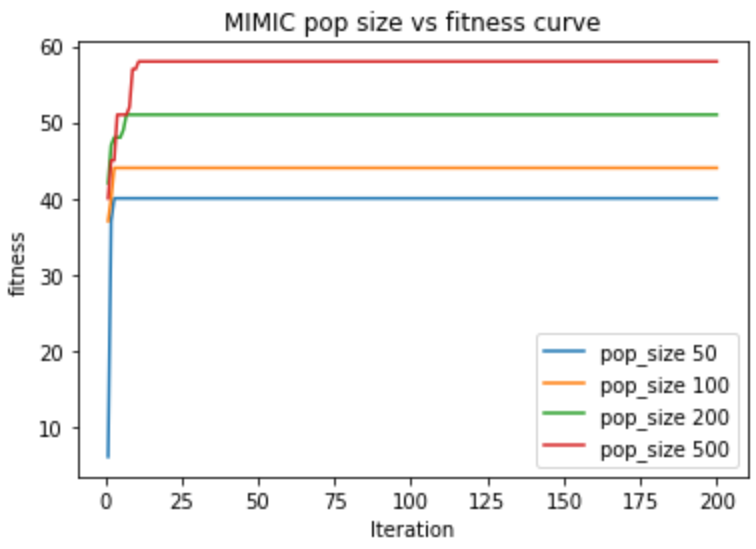 MIMIC pop size vs fitness curve
60
50
40
30
20
10
fitness
pop_size 50
pop_size 100
pop_size 200
pop_size 500
0 25 50 75 100 125 150 175 200
Iteration